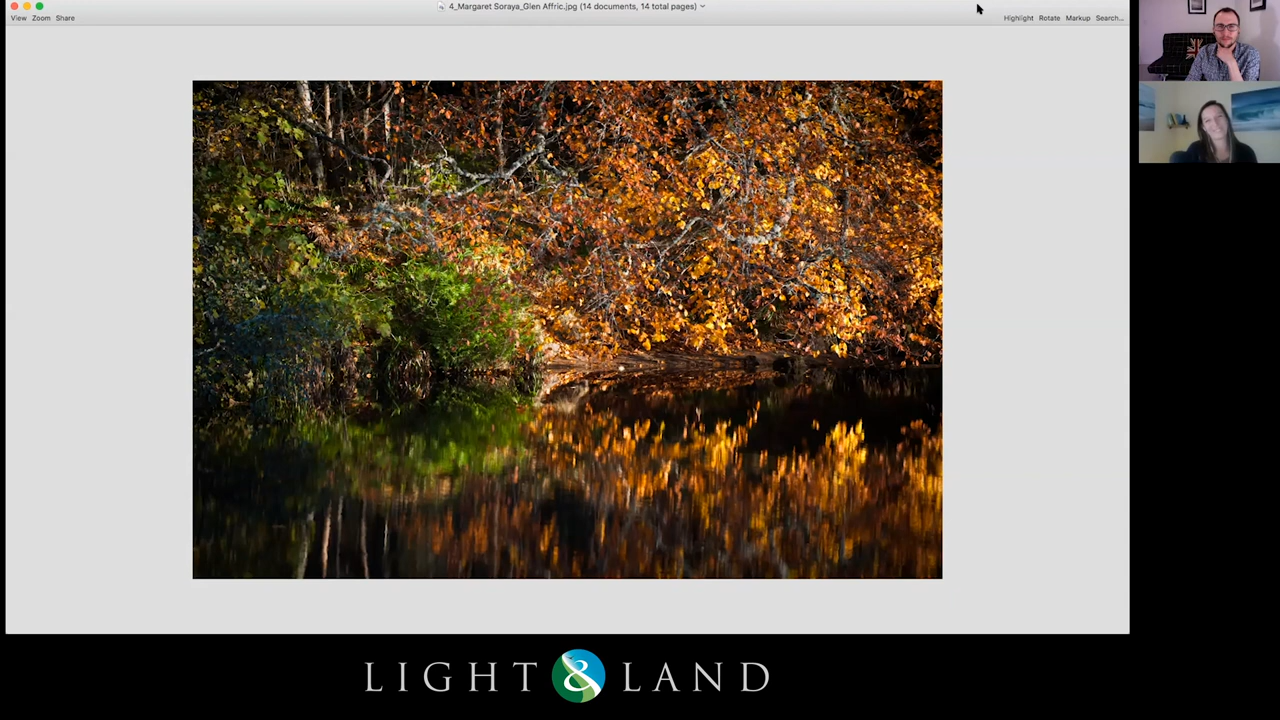 4_Margaret Soraya_Glen Affric.jpg (14 documents, 14 total pages)
View Zoom Share
Highlight Rotate Markup Search...
LIGHT & LAND